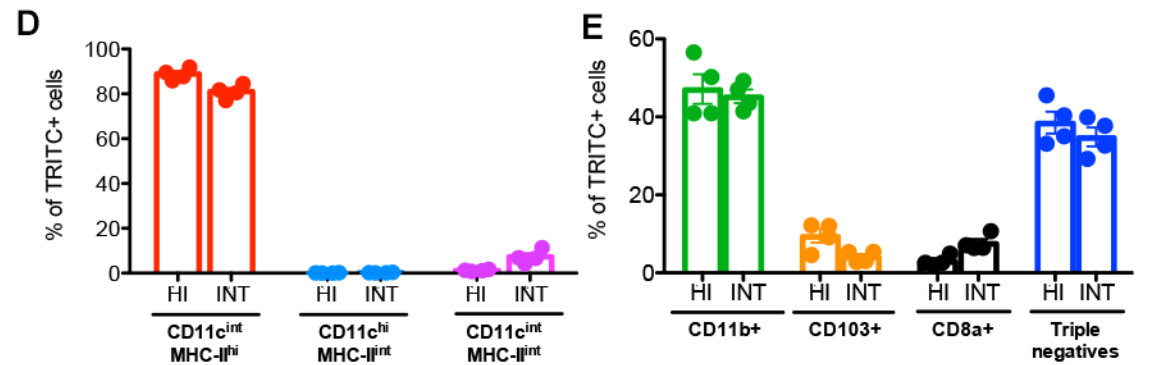 D
% of TRITC+ cells
100
80
60
40
20
0
HI INT HI INT HI INT
CD11c^int CD11c^hi CD11c^int
MHC-II^hi MHC-II^int MHC-II^int
E
% of TRITC+ cells
60
40
20
0
HI INT HI INT HI INT HI INT
CD11b+ CD103+ CD8a+ Triple
negatives